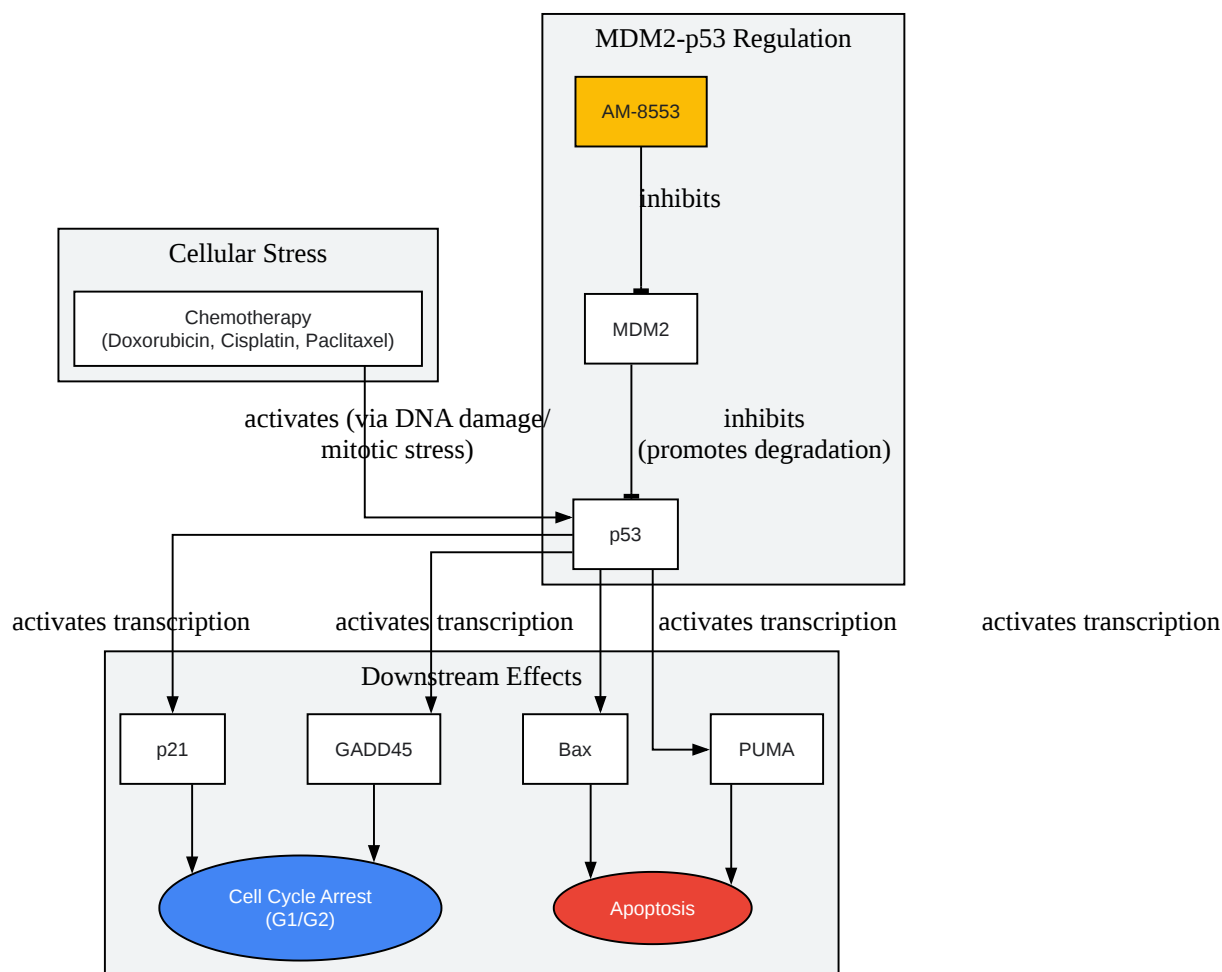 MDM2-p53 Regulation
AM-8553
inhibits
Cellular Stress
Chemotherapy
(Doxorubicin, Cisplatin, Paclitaxel)
MDM2
activates (via DNA damage/
mitotic stress)
inhibits
(promotes degradation)
p53
activates transcription
activates transcription
activates transcription
activates transcription
Downstream Effects
p21
GADD45
Bax
PUMA
Cell Cycle Arrest
(G1/G2)
Apoptosis